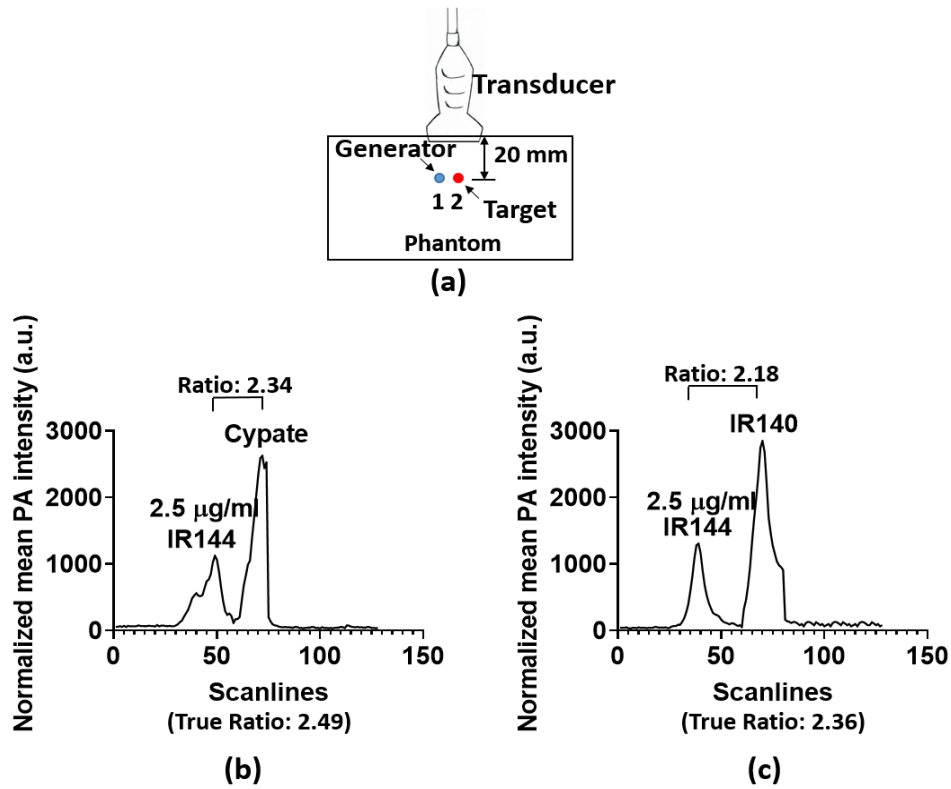 Transducer
Generator
20 mm
1 2
Target
Phantom
(a)
Normalized mean PA intensity (a.u.)
Ratio: 2.34
3000
Cypate
2000
2.5 μg/ml
IR144
1000
0
0 50 100 150
Scanlines
(True Ratio: 2.49)
(b)
Normalized mean PA intensity (a.u.)
Ratio: 2.18
3000
IR140
2000
2.5 μg/ml
IR144
1000
0
0 50 100 150
Scanlines
(True Ratio: 2.36)
(c)